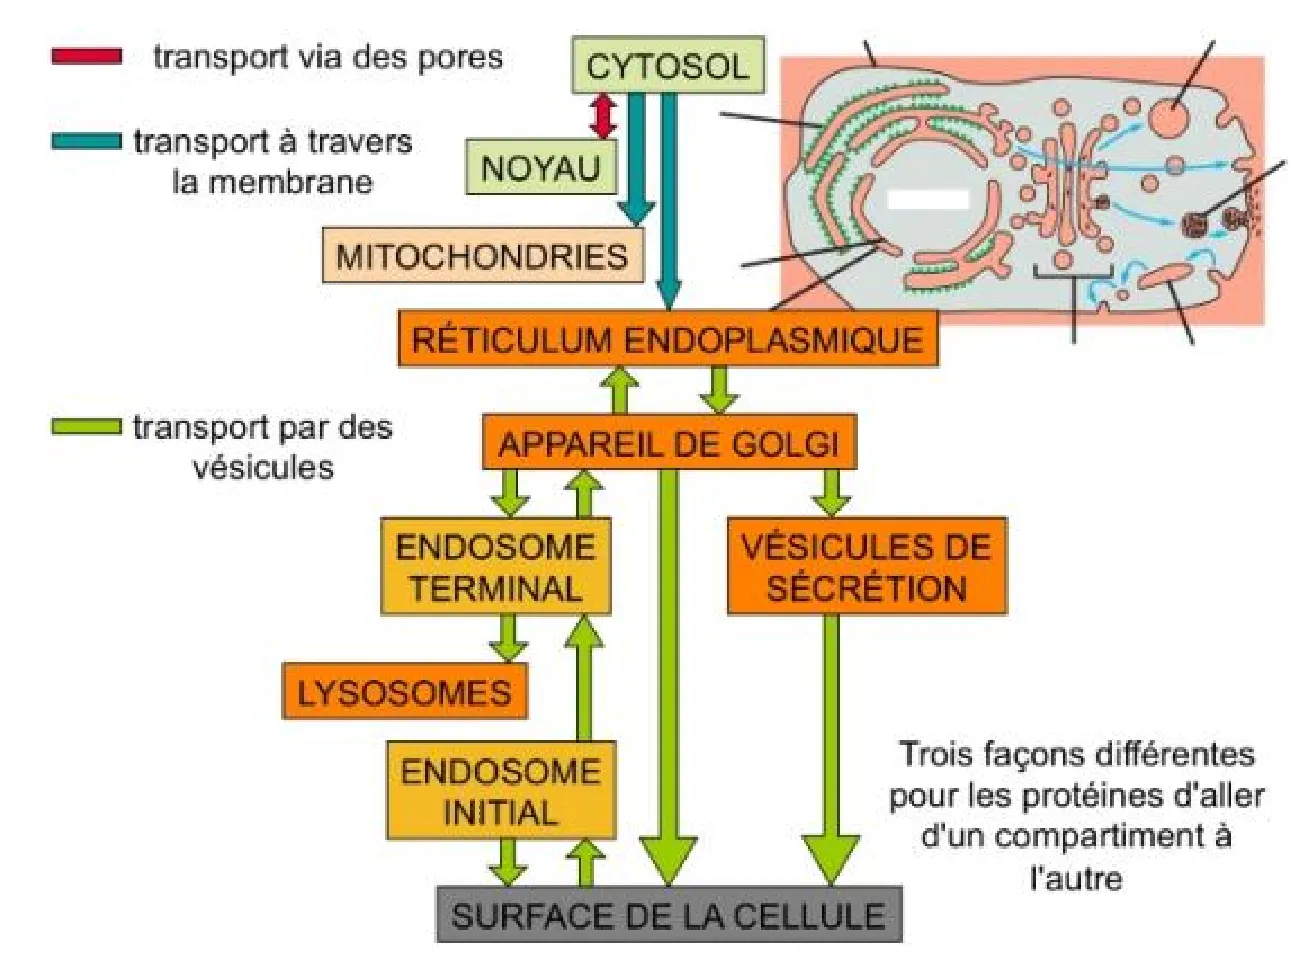 transport via des pores
CYTOSOL
transport à travers
la membrane
NOYAU
MITOCHONDRIES
RÉTICULUM ENDOPLASMIQUE
transport par des
vésicules
APPAREIL DE GOLGI
ENDOSOME
TERMINAL
VÉSICULES DE
SÉCRÉTION
LYSOSOMES
ENDOSOME
INITIAL
Trois façons différentes
pour les protéines d'aller
d'un compartiment à
l'autre
SURFACE DE LA CELLULE